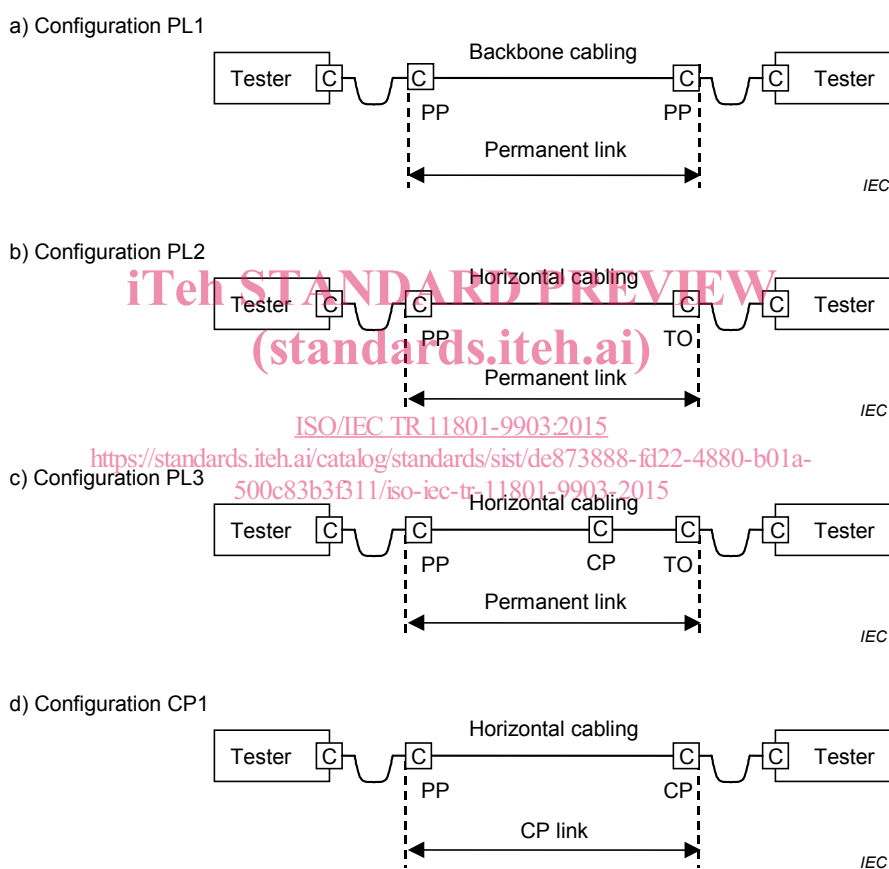 a) Configuration PL1
Backbone cabling
Tester C C C C Tester
PP PP
Permanent link
IEC
b) Configuration PL2
iTeh STANDARD PREVIEW
Horizontal cabling
Tester C C C C Tester
PP TO
(standards.iteh.ai)
Permanent link
IEC
ISO/IEC TR 11801-9903:2015
https://standards.iteh.ai/catalog/standards/sist/de873888-fd22-4880-b01a-
c) Configuration PL3
500c83b3f311/iso-iec-tr-11801-9903-2015
Horizontal cabling
Tester C C C C C Tester
PP CP TO
Permanent link
IEC
d) Configuration CP1
Horizontal cabling
Tester C C C C Tester
PP CP
CP link
IEC